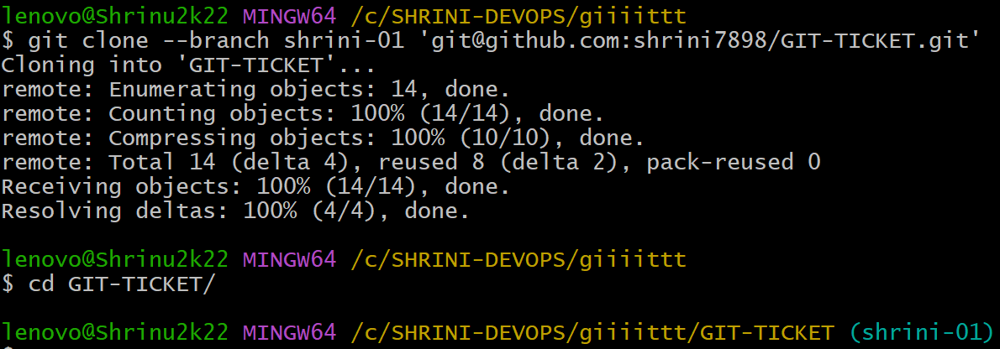 lenovo@Shrinu2k22 MINGW64 /c/SHRINI-DEVOPS/giiiittt
$ git clone --branch shrini-01 'git@github.com:shrini7898/GIT-TICKET.git'
Cloning into 'GIT-TICKET'...
remote: Enumerating objects: 14, done.
remote: Counting objects: 100% (14/14), done.
remote: Compressing objects: 100% (10/10), done.
remote: Total 14 (delta 4), reused 8 (delta 2), pack-reused 0
Receiving objects: 100% (14/14), done.
Resolving deltas: 100% (4/4), done.
lenovo@Shrinu2k22 MINGW64 /c/SHRINI-DEVOPS/giiiittt
$ cd GIT-TICKET/
lenovo@Shrinu2k22 MINGW64 /c/SHRINI-DEVOPS/giiiittt/GIT-TICKET (shrini-01)